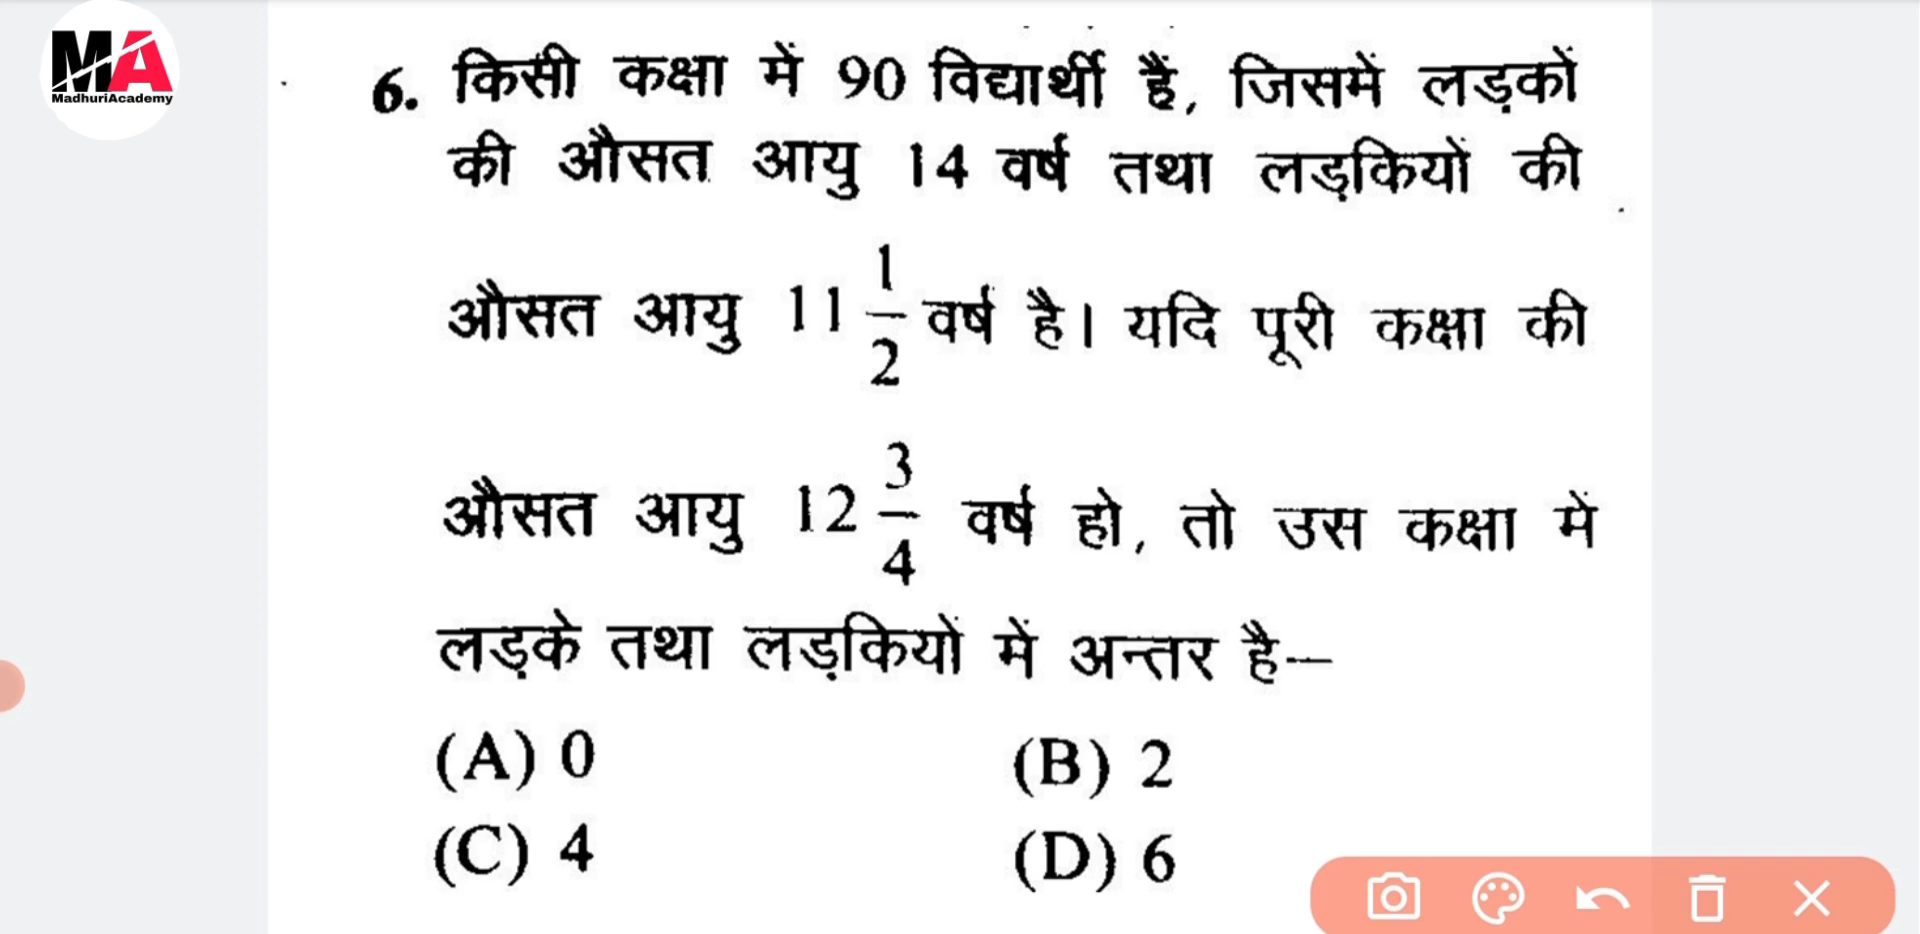 MA
MadhuriAcademy
6. किसी कक्षा में 90 विद्यार्थी हैं, जिसमें लड़कों
की औसत आयु 14 वर्ष तथा लड़कियों की
औसत आयु 11 1/2 वर्ष है। यदि पूरी कक्षा की
औसत आयु 12 3/4 वर्ष हो, तो उस कक्षा में
लड़के तथा लड़कियों में अन्तर है—
(A) 0 (B) 2
(C) 4 (D) 6